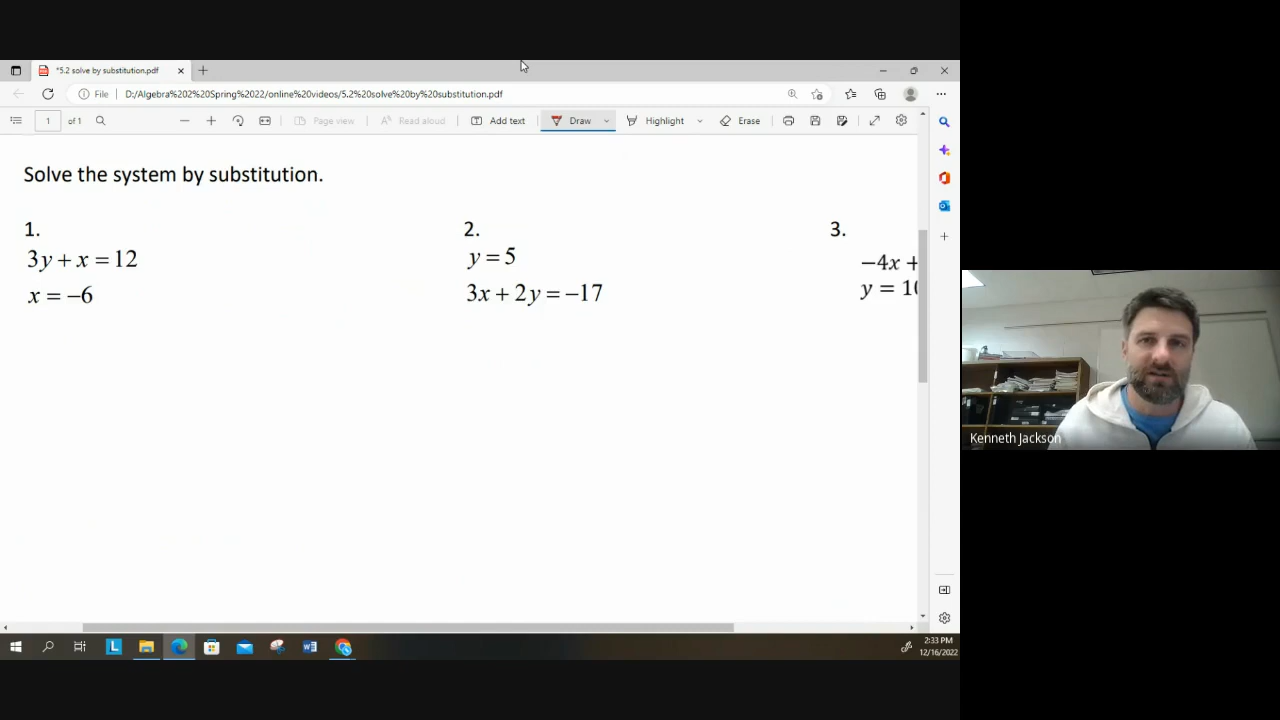 *5.2 solve by substitution.pdf
File D:/Algebra%202%20Spring%2022/online%20videos/5.2%20solve%20by%20substitution.pdf
1 of 1 Page view Read aloud Add text Draw Highlight Erase
Solve the system by substitution.
1. 2. 3.
3y + x = 12 y = 5 −4x +
x = −6 3x + 2y = −17 y = 10
Kenneth Jackson
2:33 PM
12/16/2022